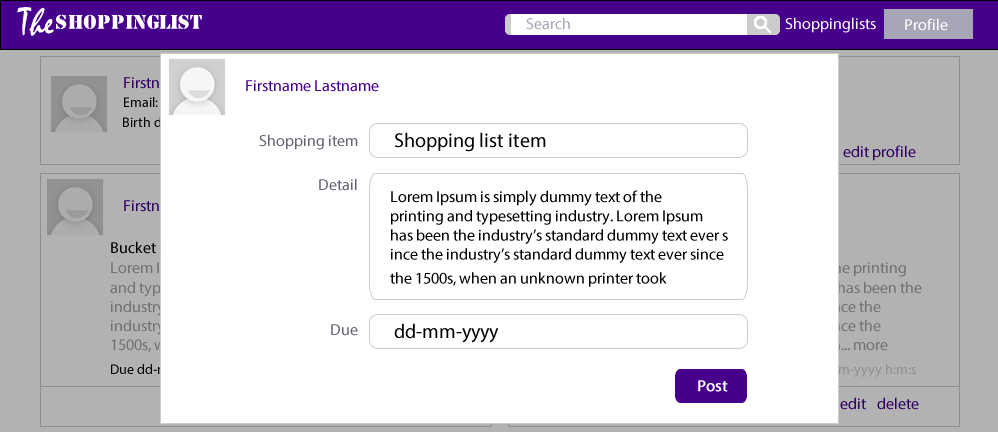 The SHOPPINGLIST
Search
Shoppinglists
Profile
Firstname Lastname
Shopping item
Shopping list item
Detail
Lorem Ipsum is simply dummy text of the
printing and typesetting industry. Lorem Ipsum
has been the industry’s standard dummy text ever s
ince the industry’s standard dummy text ever since
the 1500s, when an unknown printer took
Due
dd-mm-yyyy
Post
Firstn
Email:
Birth d
edit profile
Firstn
Bucket
Lorem I
and typ
industry
industry
1500s, w
Due dd-r
e printing
has been the
ce the
ce the
n... more
m-yyyy h:m:s
edit delete